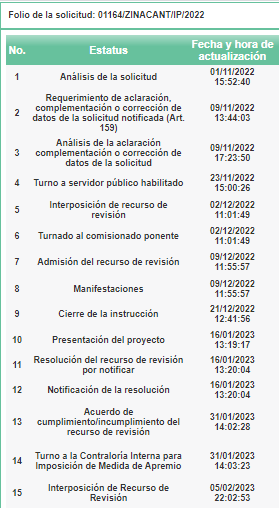 Folio de la solicitud: 01164/ZINACANT/IP/2022
No. Estatus Fecha y hora de actualización
1 Análisis de la solicitud 01/11/2022 15:52:40
2 Requerimiento de aclaración, complementación o corrección de datos de la solicitud notificada (Art. 159) 09/11/2022 13:44:03
3 Análisis de la aclaración complementación o corrección de datos de la solicitud 09/11/2022 17:23:50
4 Turno a servidor público habilitado 23/11/2022 15:00:26
5 Interposición de recurso de revisión 02/12/2022 11:01:49
6 Turnado al comisionado ponente 02/12/2022 11:01:49
7 Admisión del recurso de revisión 09/12/2022 11:55:57
8 Manifestaciones 09/12/2022 11:55:57
9 Cierre de la instrucción 21/12/2022 12:41:56
10 Presentación del proyecto 16/01/2023 13:19:17
11 Resolución del recurso de revisión por notificar 16/01/2023 13:20:04
12 Notificación de la resolución 16/01/2023 13:20:04
13 Acuerdo de cumplimiento/incumplimiento del recurso de revisión 31/01/2023 14:02:28
14 Turno a la Contraloría Interna para Imposición de Medida de Apremio 31/01/2023 14:03:23
15 Interposición de Recurso de Revisión 05/02/2023 22:02:53